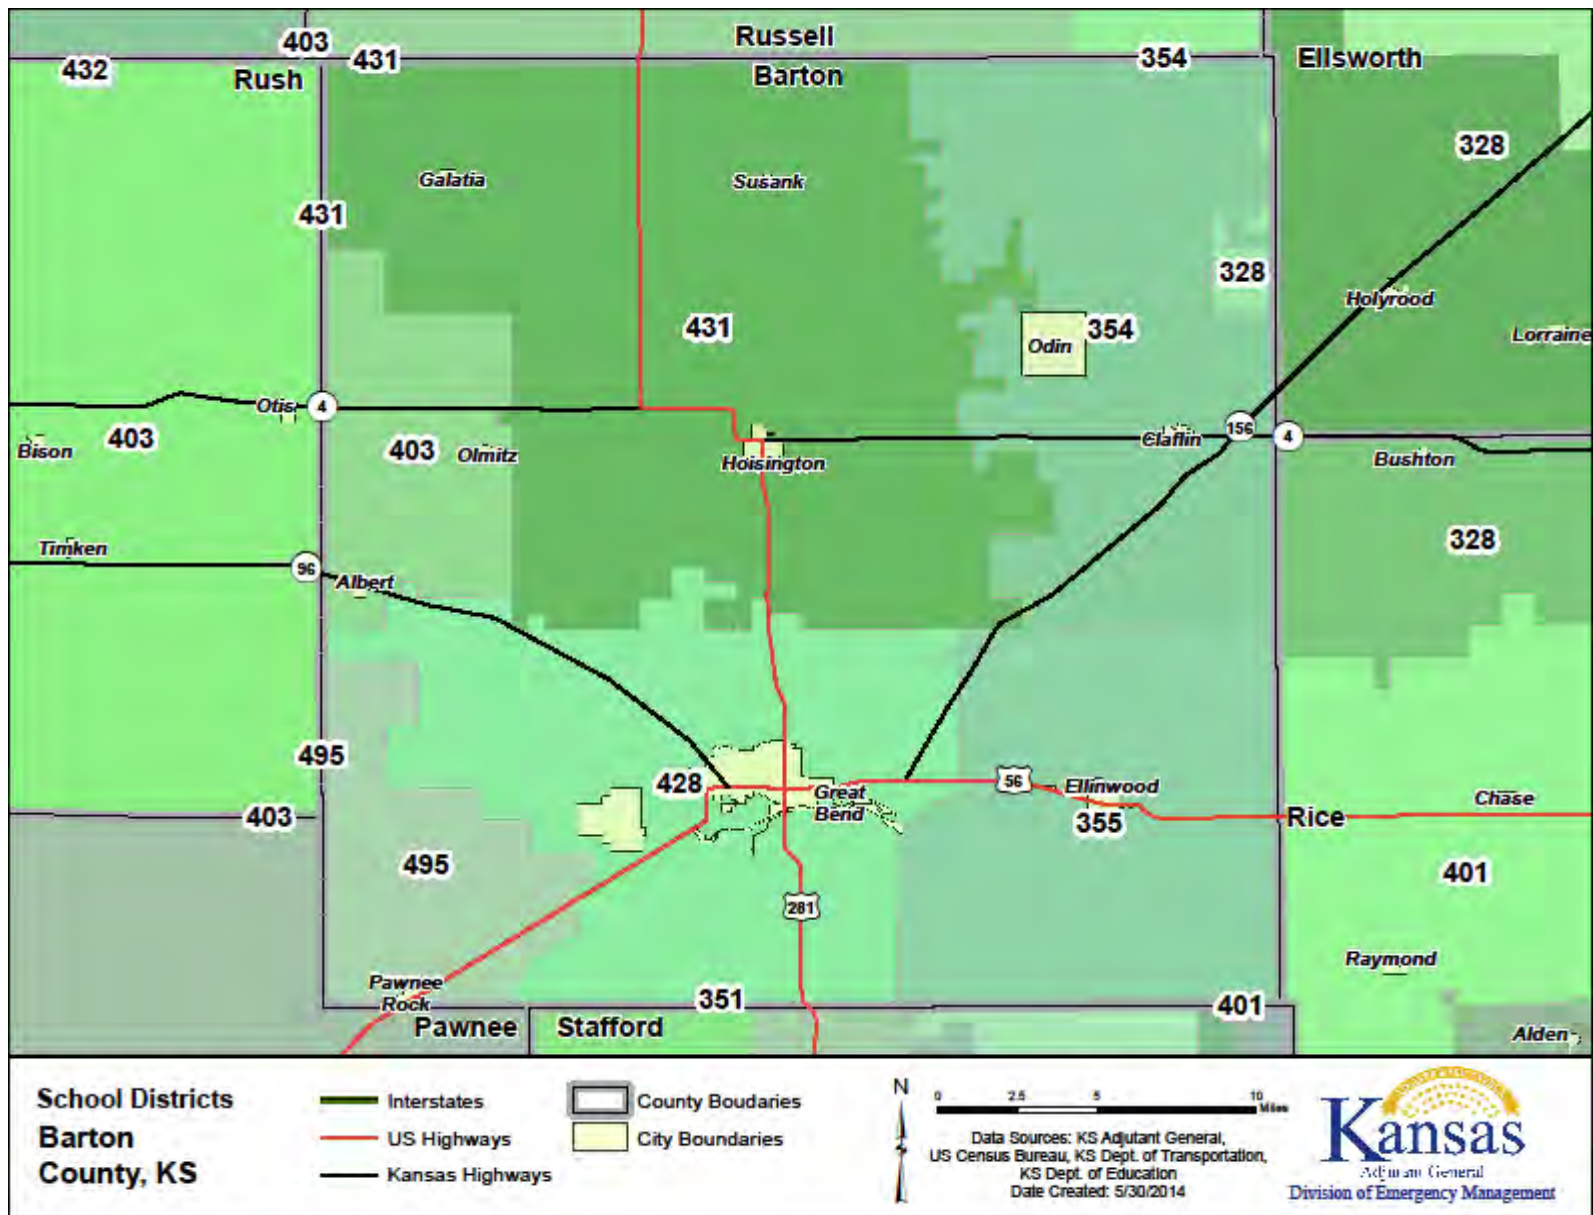 403
Russell
432
431
354
Ellsworth
Rush
Barton
328
Galatia
Susank
431
328
Holyrood
431
354
Lorraine
Odin
Otis
4
403
Bison
403
Olmitz
Hoisington
Claflin
156
4
Bushton
Timken
328
96
Albert
495
428
Great
Bend
56
Ellinwood
Chase
403
355
Rice
495
401
281
Raymond
Pawnee
Rock
351
401
Pawnee
Stafford
Alden
School Districts
Barton
County, KS
Interstates
US Highways
Kansas Highways
County Boudaries
City Boundaries
N
0 2.5 5 10
Miles
Data Sources: KS Adjutant General,
US Census Bureau, KS Dept. of Transportation,
KS Dept. of Education
Date Created: 5/30/2014
Kansas
Adjutant General
Division of Emergency Management